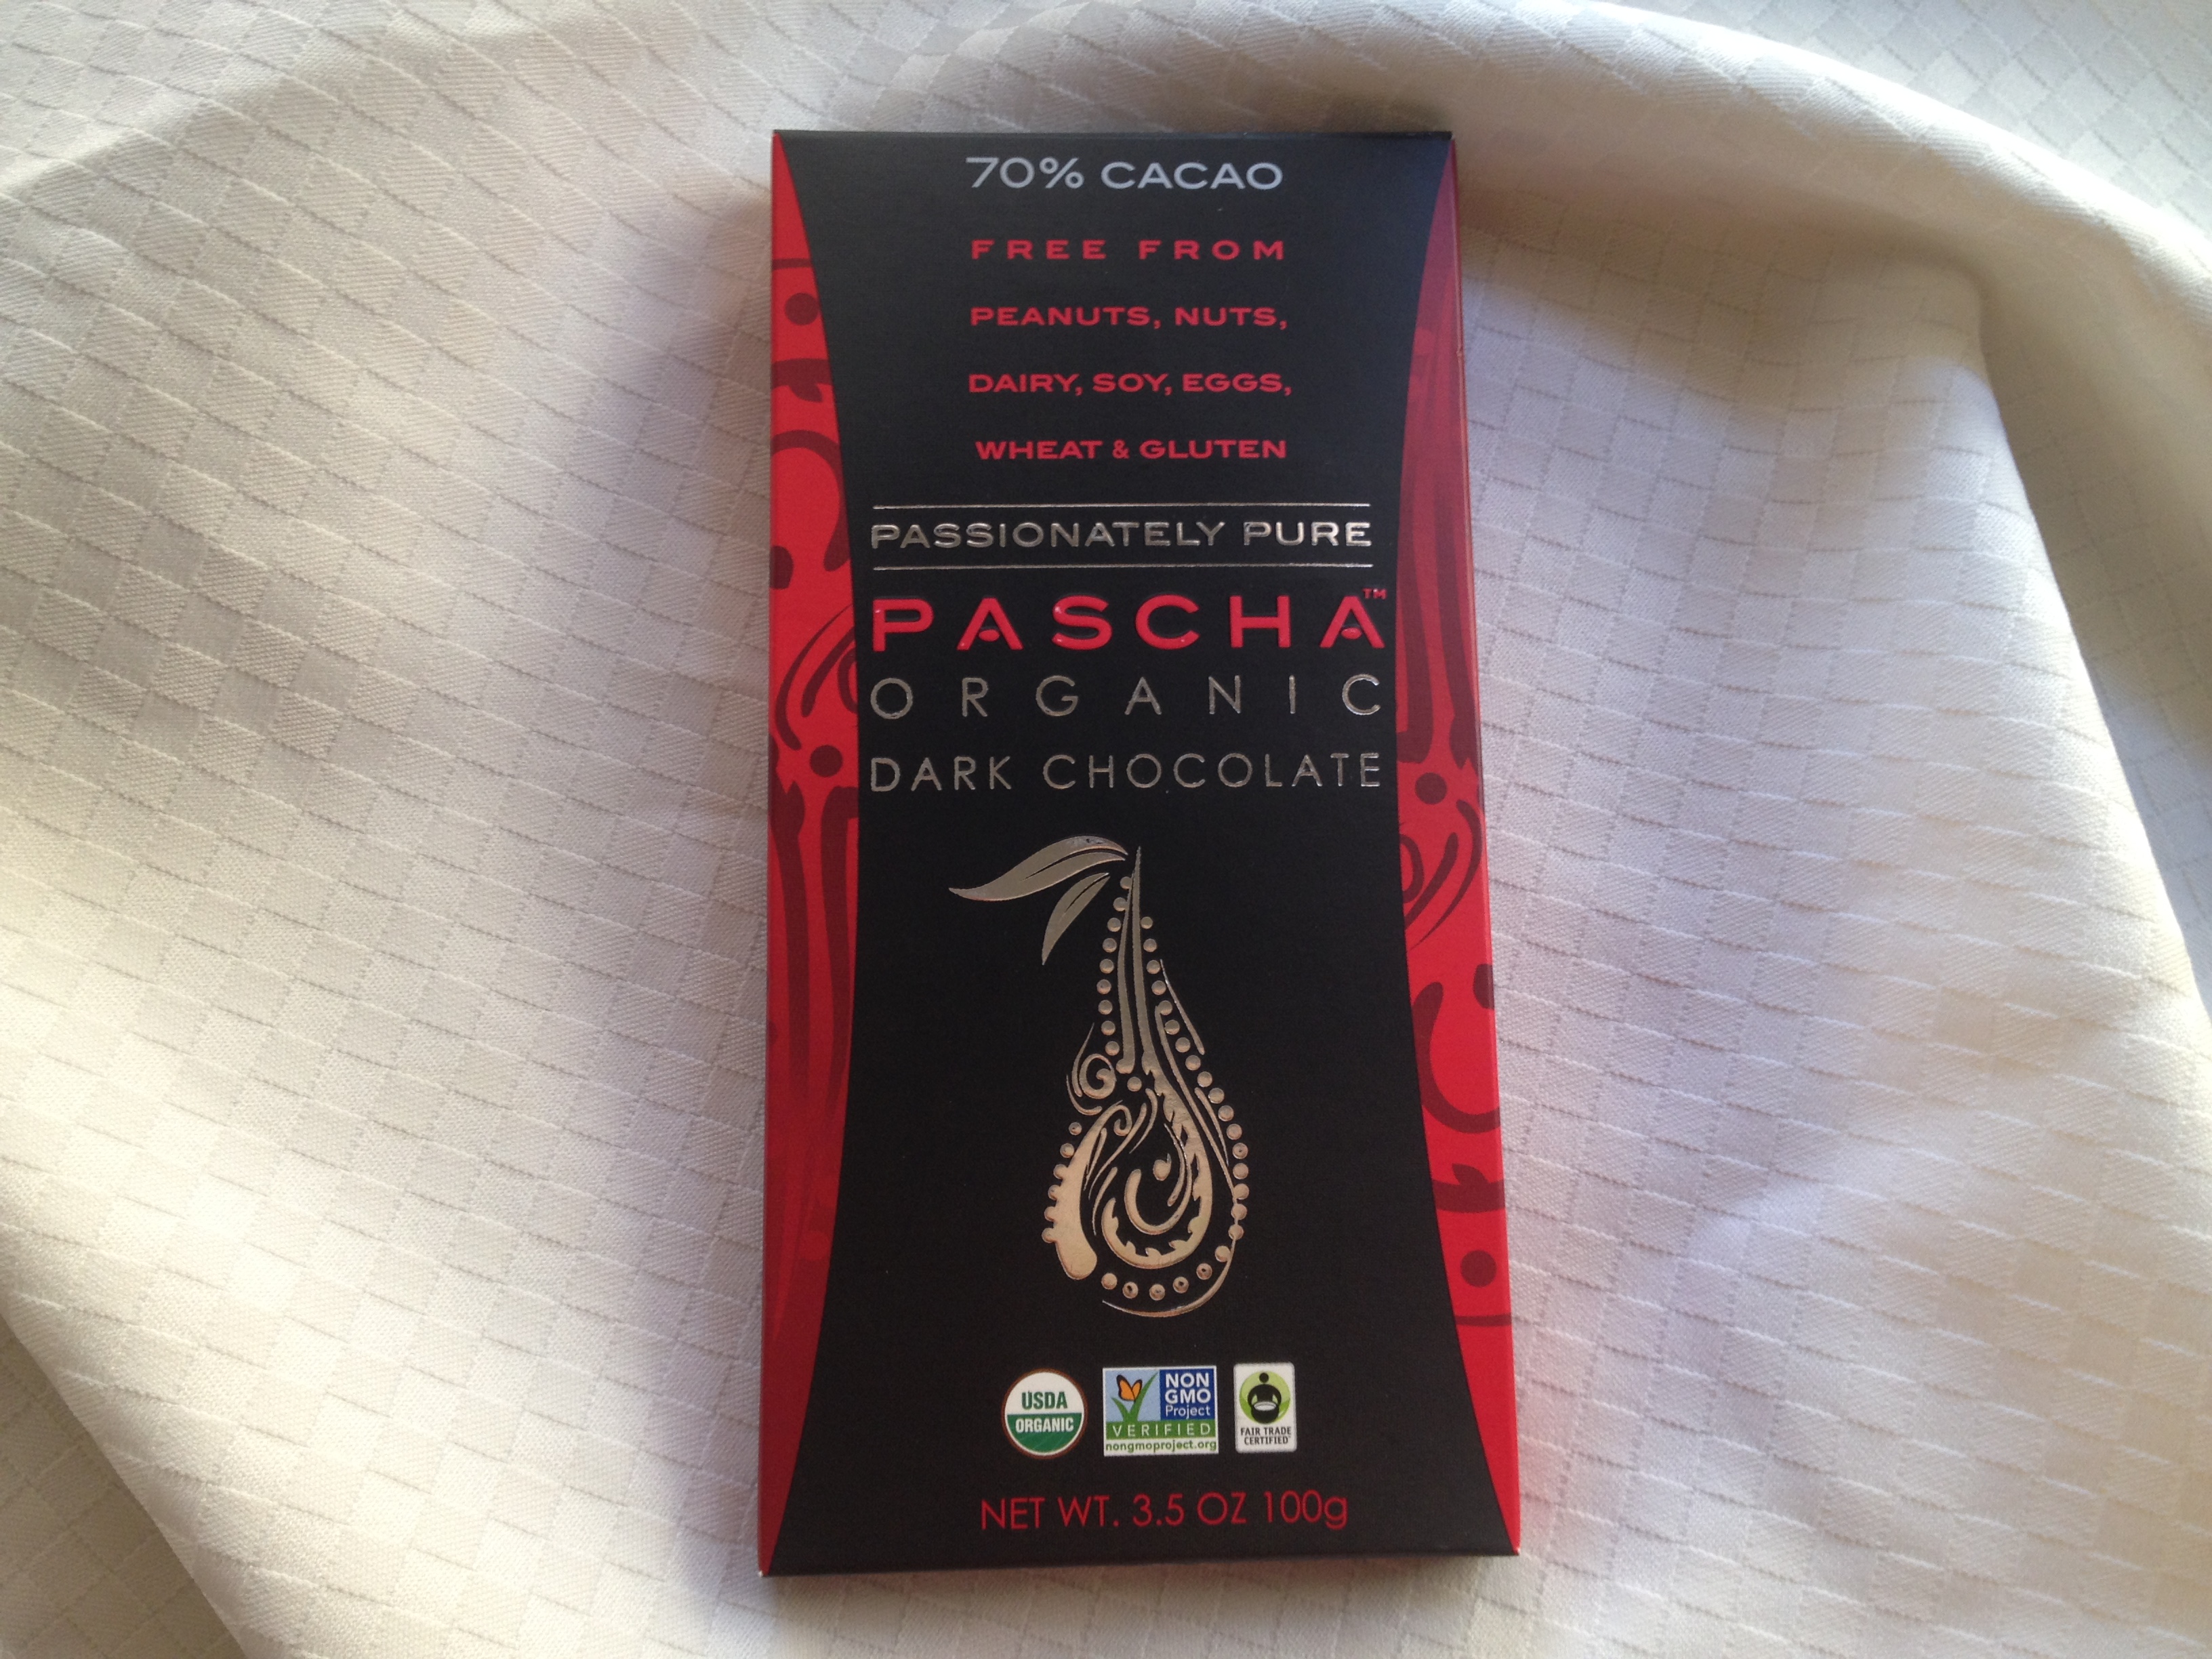 70% CACAO
FREE FROM
PEANUTS, NUTS,
DAIRY, SOY, EGGS,
WHEAT & GLUTEN
PASSIONATELY PURE
PASCHA™
ORGANIC
DARK CHOCOLATE
USDA
ORGANIC
NON
GMO
Project
VERIFIED
nongmoproject.org
FAIR TRADE
CERTIFIED
NET WT. 3.5 OZ 100g